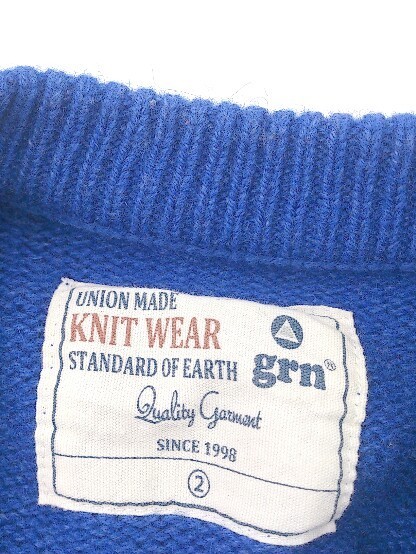 UNION MADE
KNIT WEAR
STANDARD OF EARTH
grn®
Quality Garment
SINCE 1998
2